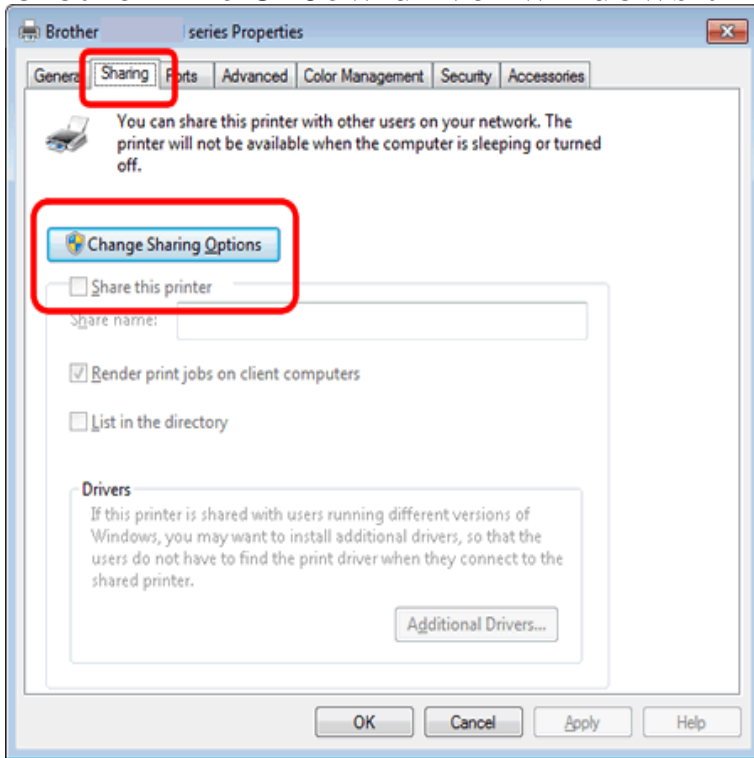 Brother series Properties
General Sharing Ports Advanced Color Management Security Accessories
You can share this printer with other users on your network. The
printer will not be available when the computer is sleeping or turned
off.
Change Sharing Options
Share this printer
Share name:
Render print jobs on client computers
List in the directory
Drivers
If this printer is shared with users running different versions of
Windows, you may want to install additional drivers, so that the
users do not have to find the print driver when they connect to the
shared printer.
Additional Drivers...
OK Cancel Apply Help